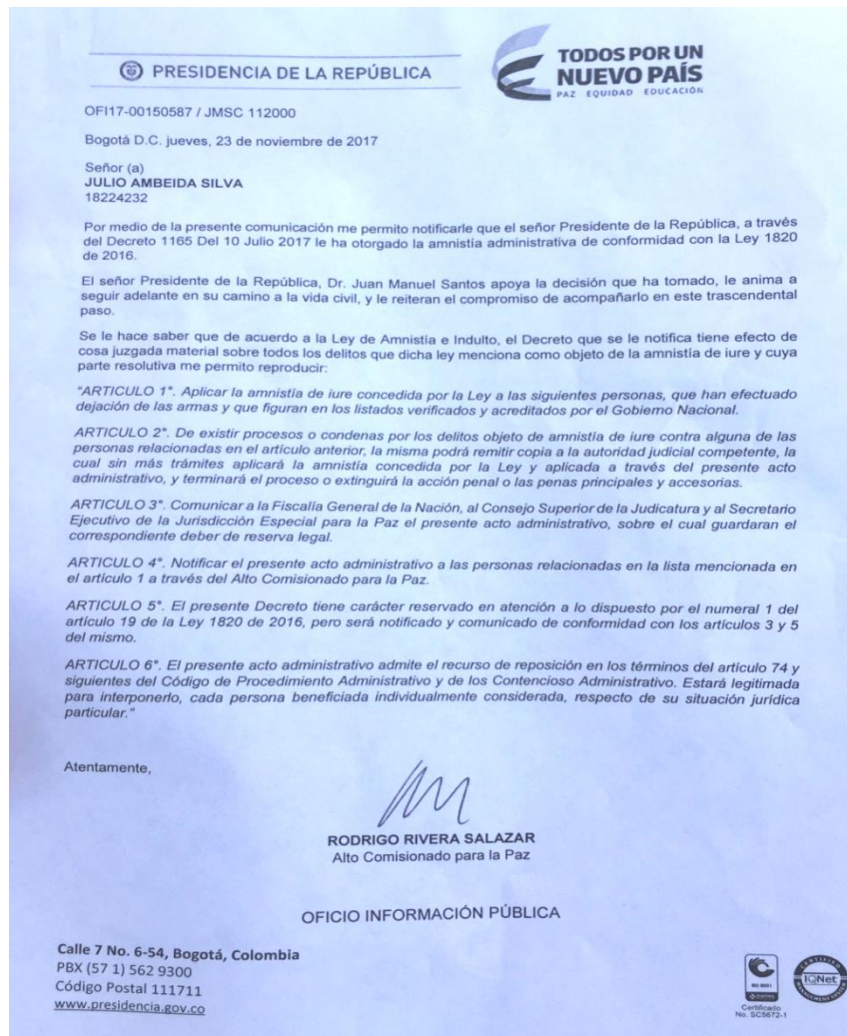 PRESIDENCIA DE LA REPÚBLICA
TODOS POR UN
NUEVO PAÍS
PAZ EQUIDAD EDUCACIÓN
OFI17-00150587 / JMSC 112000
Bogotá D.C. jueves, 23 de noviembre de 2017
Señor (a)
JULIO AMBEIDA SILVA
18224232
Por medio de la presente comunicación me permito notificarle que el señor Presidente de la República, a través
del Decreto 1165 Del 10 Julio 2017 le ha otorgado la amnistía administrativa de conformidad con la Ley 1820
de 2016.
El señor Presidente de la República, Dr. Juan Manuel Santos apoya la decisión que ha tomado, le anima a
seguir adelante en su camino a la vida civil, y le reiteran el compromiso de acompañarlo en este trascendental
paso.
Se le hace saber que de acuerdo a la Ley de Amnistía e Indulto, el Decreto que se le notifica tiene efecto de
cosa juzgada material sobre todos los delitos que dicha ley menciona como objeto de la amnistía de iure y cuya
parte resolutiva me permito reproducir:
"ARTICULO 1°. Aplicar la amnistía de iure concedida por la Ley a las siguientes personas, que han efectuado
dejación de las armas y que figuran en los listados verificados y acreditados por el Gobierno Nacional.
ARTICULO 2°. De existir procesos o condenas por los delitos objeto de amnistía de iure contra alguna de las
personas relacionadas en el artículo anterior, la misma podrá remitir copia a la autoridad judicial competente, la
cual sin más trámites aplicará la amnistía concedida por la Ley y aplicada a través del presente acto
administrativo, y terminará el proceso o extinguirá la acción penal o las penas principales y accesorias.
ARTICULO 3°. Comunicar a la Fiscalía General de la Nación, al Consejo Superior de la Judicatura y al Secretario
Ejecutivo de la Jurisdicción Especial para la Paz el presente acto administrativo, sobre el cual guardaran el
correspondiente deber de reserva legal.
ARTICULO 4°. Notificar el presente acto administrativo a las personas relacionadas en la lista mencionada en
el artículo 1 a través del Alto Comisionado para la Paz.
ARTICULO 5°. El presente Decreto tiene carácter reservado en atención a lo dispuesto por el numeral 1 del
artículo 19 de la Ley 1820 de 2016, pero será notificado y comunicado de conformidad con los artículos 3 y 5
del mismo.
ARTICULO 6°. El presente acto administrativo admite el recurso de reposición en los términos del artículo 74 y
siguientes del Código de Procedimiento Administrativo y de los Contencioso Administrativo. Estará legitimada
para interponerlo, cada persona beneficiada individualmente considerada, respecto de su situación jurídica
particular."
Atentamente,
RODRIGO RIVERA SALAZAR
Alto Comisionado para la Paz
OFICIO INFORMACIÓN PÚBLICA
Calle 7 No. 6-54, Bogotá, Colombia
PBX (57 1) 562 9300
Código Postal 111711
www.presidencia.gov.co
ISO 9001
CERTIFIED
IQNet
MANAGEMENT SYSTEM
Certificado
No. SC5672-1